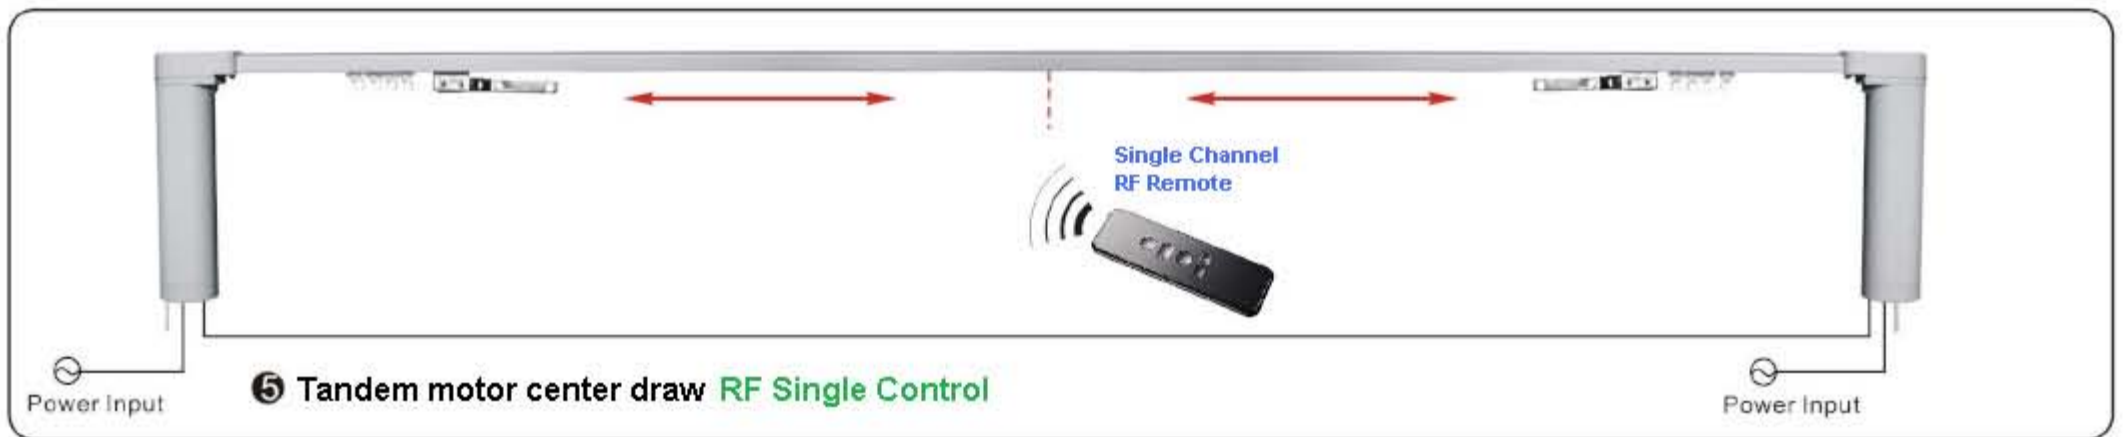 Single Channel
RF Remote
Power Input
❺ Tandem motor center draw RF Single Control
Power Input